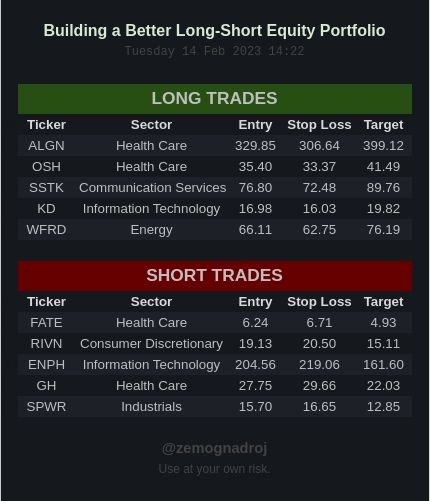 Building a Better Long-Short Equity Portfolio
Tuesday 14 Feb 2023 14:22
LONG TRADES
Ticker Sector Entry Stop Loss Target
ALGN Health Care 329.85 306.64 399.12
OSH Health Care 35.40 33.37 41.49
SSTK Communication Services 76.80 72.48 89.76
KD Information Technology 16.98 16.03 19.82
WFRD Energy 66.11 62.75 76.19
SHORT TRADES
Ticker Sector Entry Stop Loss Target
FATE Health Care 6.24 6.71 4.93
RIVN Consumer Discretionary 19.13 20.50 15.11
ENPH Information Technology 204.56 219.06 161.60
GH Health Care 27.75 29.66 22.03
SPWR Industrials 15.70 16.65 12.85
@zemognadroj
Use at your own risk.